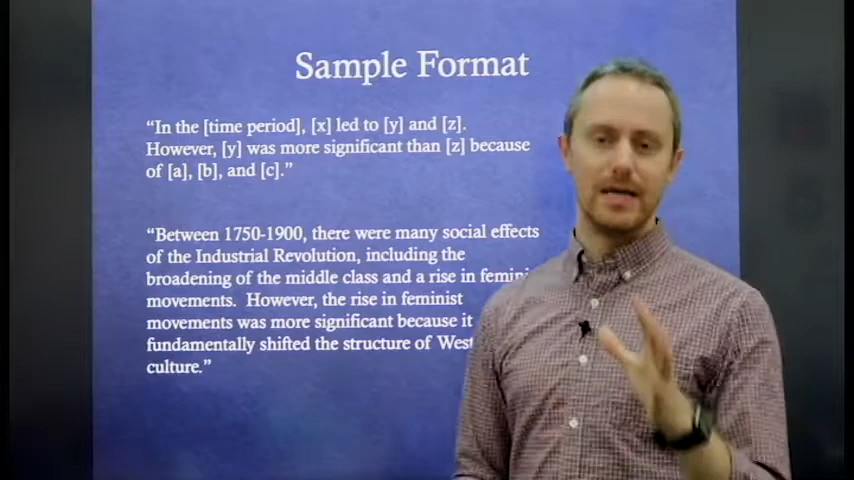 Sample Format
“In the [time period], [x] led to [y] and [z].
However, [y] was more significant than [z] because
of [a], [b], and [c].”
“Between 1750-1900, there were many social effects
of the Industrial Revolution, including the
broadening of the middle class and a rise in
movements. However, the rise in feminist
movements was more significant because it
fundamentally shifted the structure of
culture.”